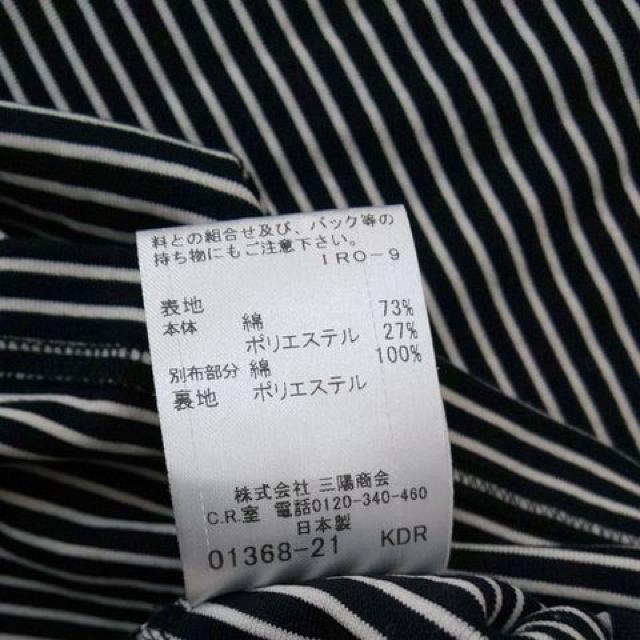 料との組合せ及び、バック等の
持ち物にもご注意下さい。
IRO-9
表地
本体 綿 73%
ポリエステル 27%
別布部分 綿 100%
裏地 ポリエステル
株式会社 三陽商会
C.R.室 電話0120-340-460
日本製
01368-21 KDR